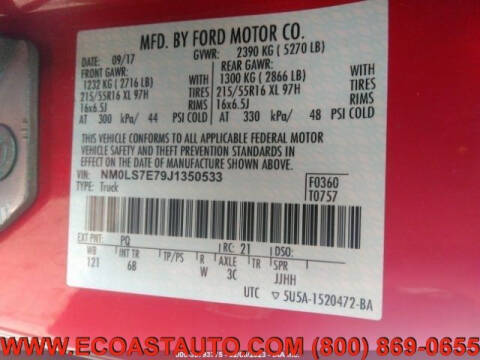 MFD. BY FORD MOTOR CO.
DATE: 09/17 GVWR: 2390 KG ( 5270 LB)
FRONT GAWR: REAR GAWR:
1232 KG ( 2716 LB) WITH 1300 KG ( 2866 LB) WITH
215/55R16 XL 97H TIRES 215/55R16 XL 97H TIRES
16x6.5J RIMS 16x6.5J RIMS
AT 300 kPa/ 44 PSI COLD AT 330 kPa/ 48 PSI COLD
THIS VEHICLE CONFORMS TO ALL APPLICABLE FEDERAL MOTOR
VEHICLE SAFETY AND THEFT PREVENTION STANDARDS IN
EFFECT ON THE DATE OF MANUFACTURE SHOWN ABOVE.
VIN: NM0LS7E79J1350533
TYPE: Truck
F0360
T0757
EXT PNT: PQ RC: 21 DSO:
WB INT TR TP/PS R AXLE TR SPR
121 6B W 3C JJHH
UTC 5U5A-1520472-BA
WWW.ECOASTAUTO.COM (800) 869-0655